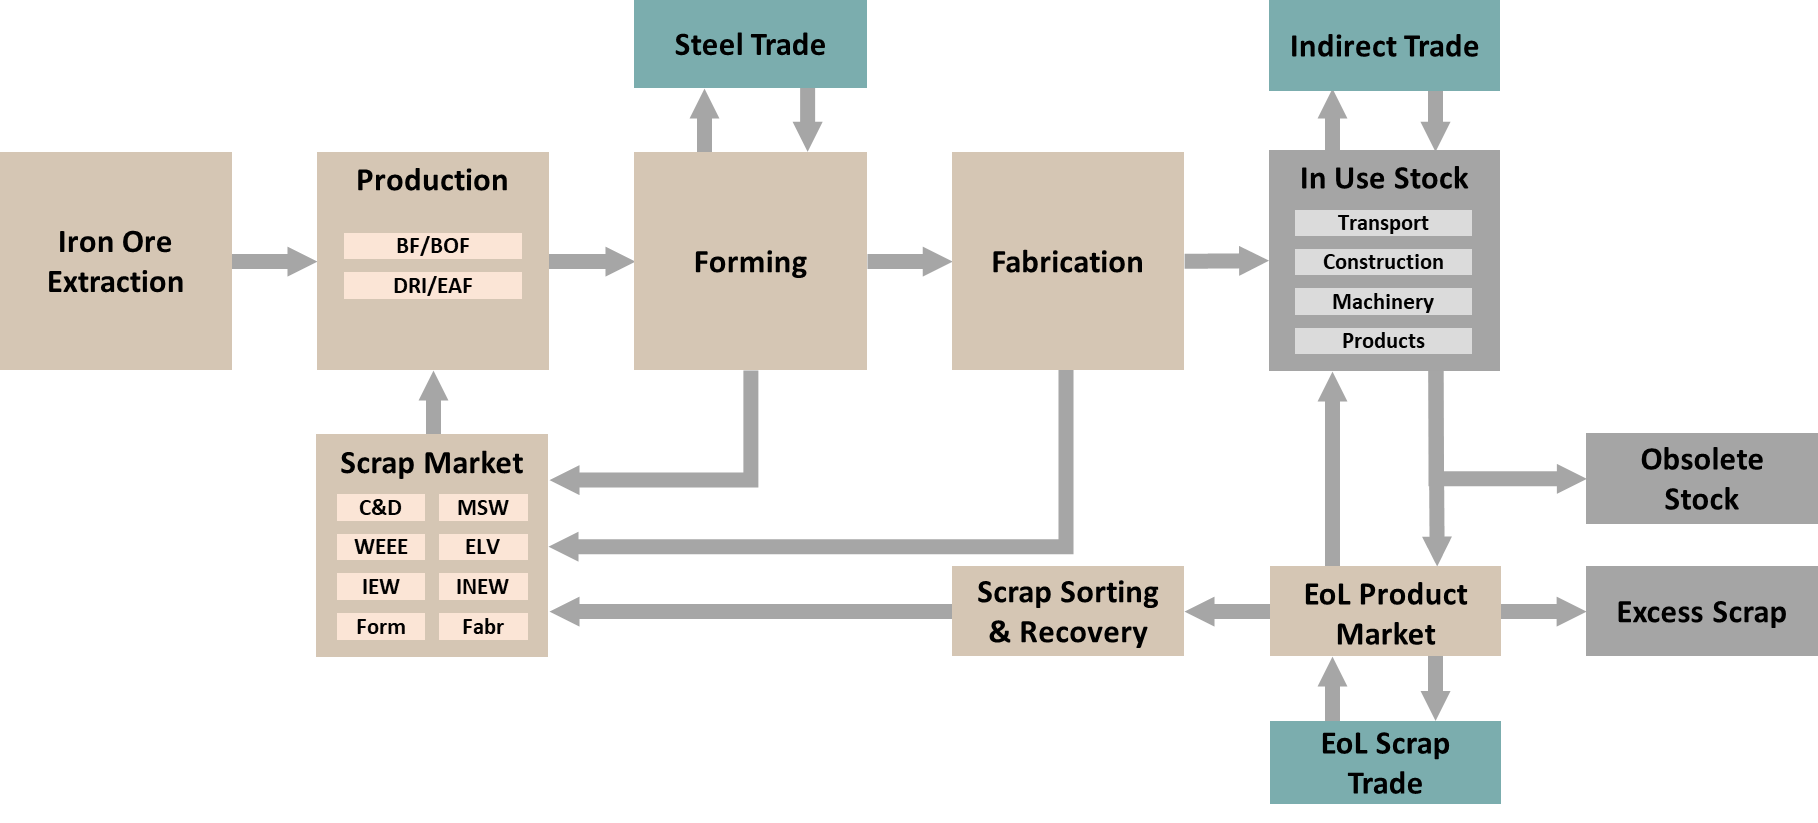 Steel Trade
Indirect Trade
Iron Ore
Extraction
Production
BF/BOF
DRI/EAF
Forming
Fabrication
In Use Stock
Transport
Construction
Machinery
Products
Scrap Market
C&D
MSW
WEEE
ELV
IEW
INEW
Form
Fabr
Scrap Sorting
& Recovery
EoL Product
Market
Obsolete
Stock
Excess Scrap
EoL Scrap
Trade